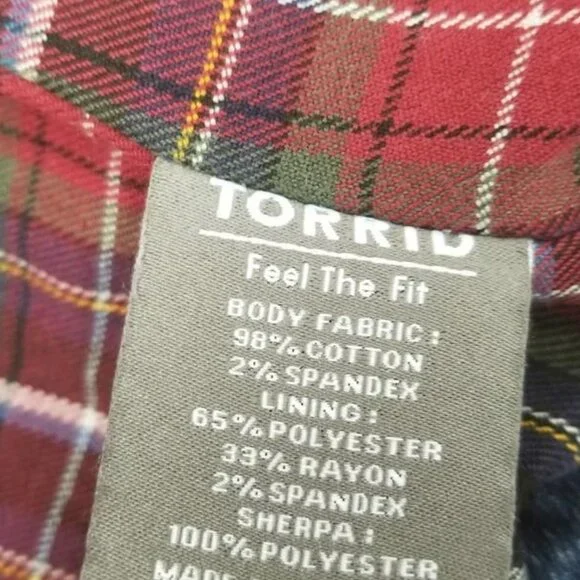 TORRID
Feel The Fit
BODY FABRIC:
98% COTTON
2% SPANDEX
LINING:
65% POLYESTER
33% RAYON
2% SPANDEX
SHERPA:
100% POLYESTER
MADE